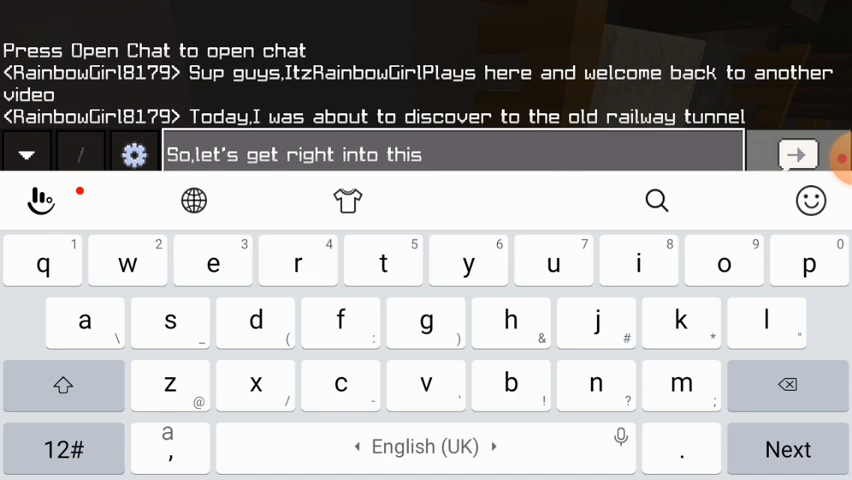 Press Open Chat to open chat
<RainbowGirl8179> Sup guys,ItzRainbowGirlPlays here and welcome back to another
video
<RainbowGirl8179> Today,I was about to discover to the old railway tunnel
/ So,let's get right into this
1 2 3 4 5 6 7 8 9 0
q w e r t y u i o p
a s d f g h j k l
\ _ ( : ) & # * "
z x c v b n m
@ / - ' ! ? ;
12# a , English (UK) . Next